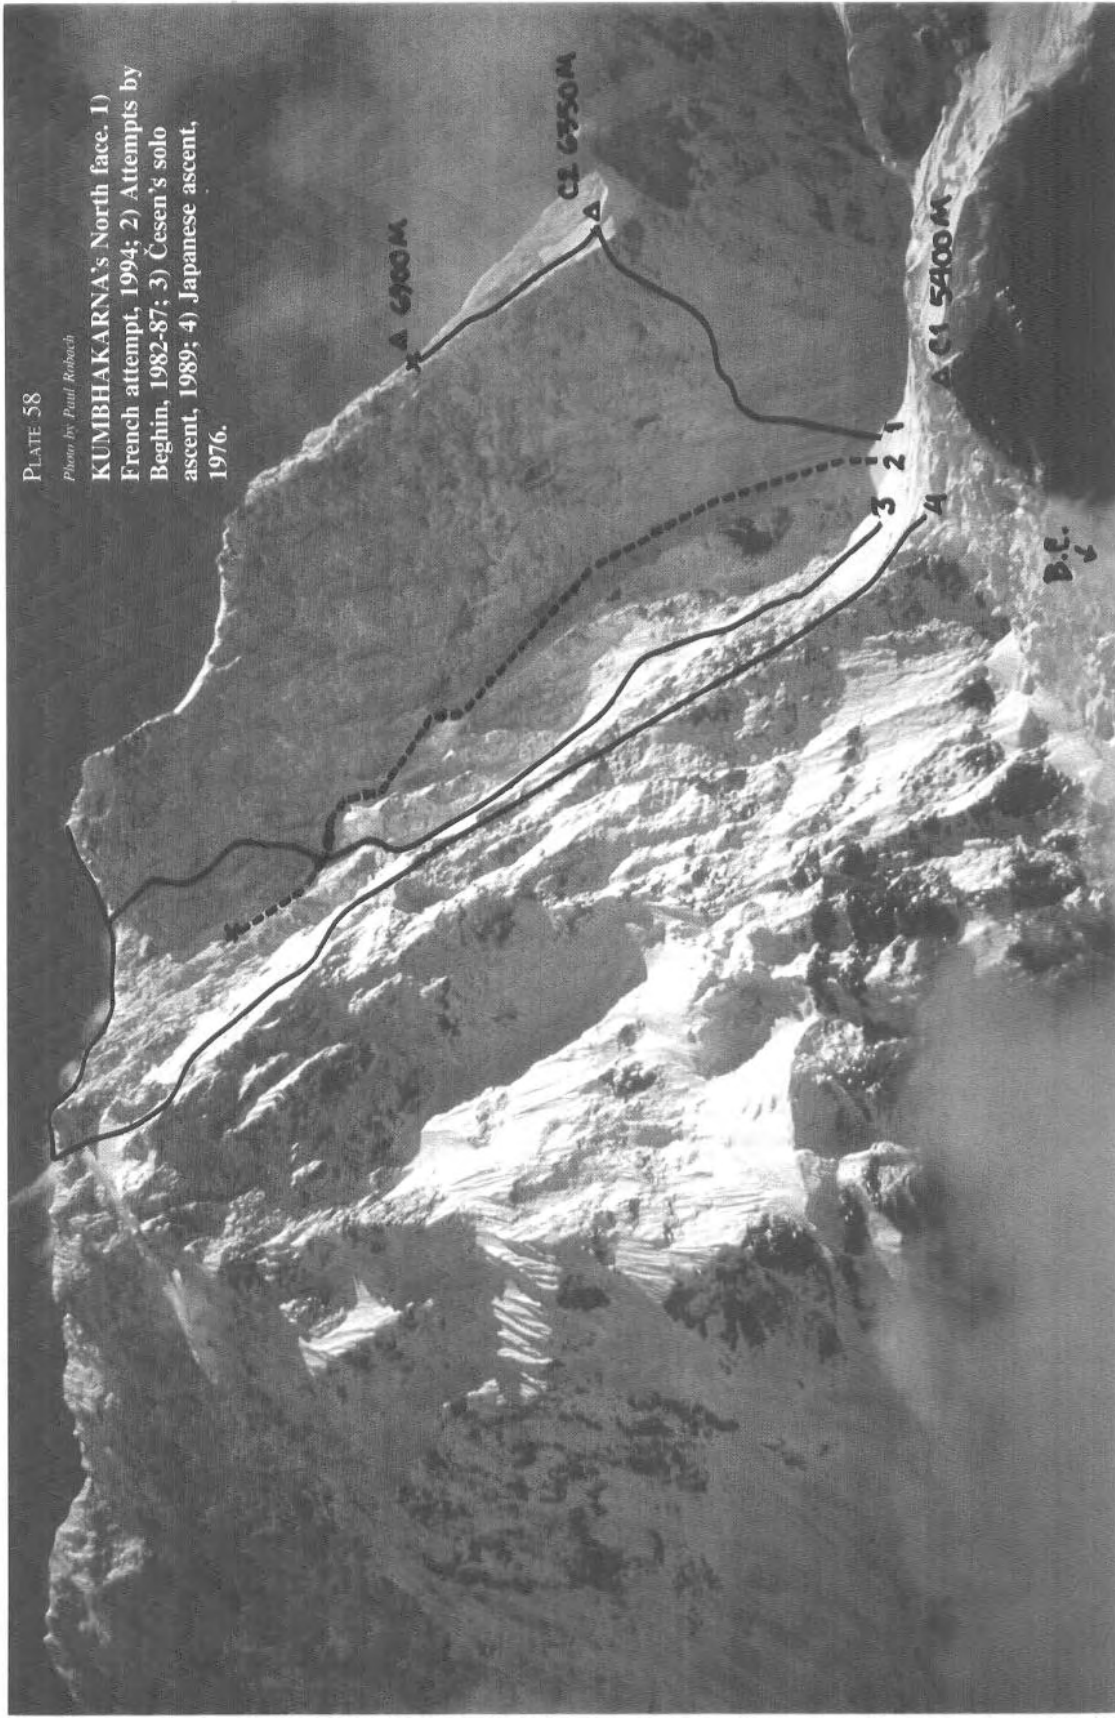 PLATE 58
Photo by Paul Robach
KUMBHAKARNA's North face. 1)
French attempt, 1994; 2) Attempts by
Beghin, 1982-87; 3) Česen's solo
ascent, 1989; 4) Japanese ascent,
1976.
6900M
C2 6350M
C1 5400M
1
2
3
4
B.C.